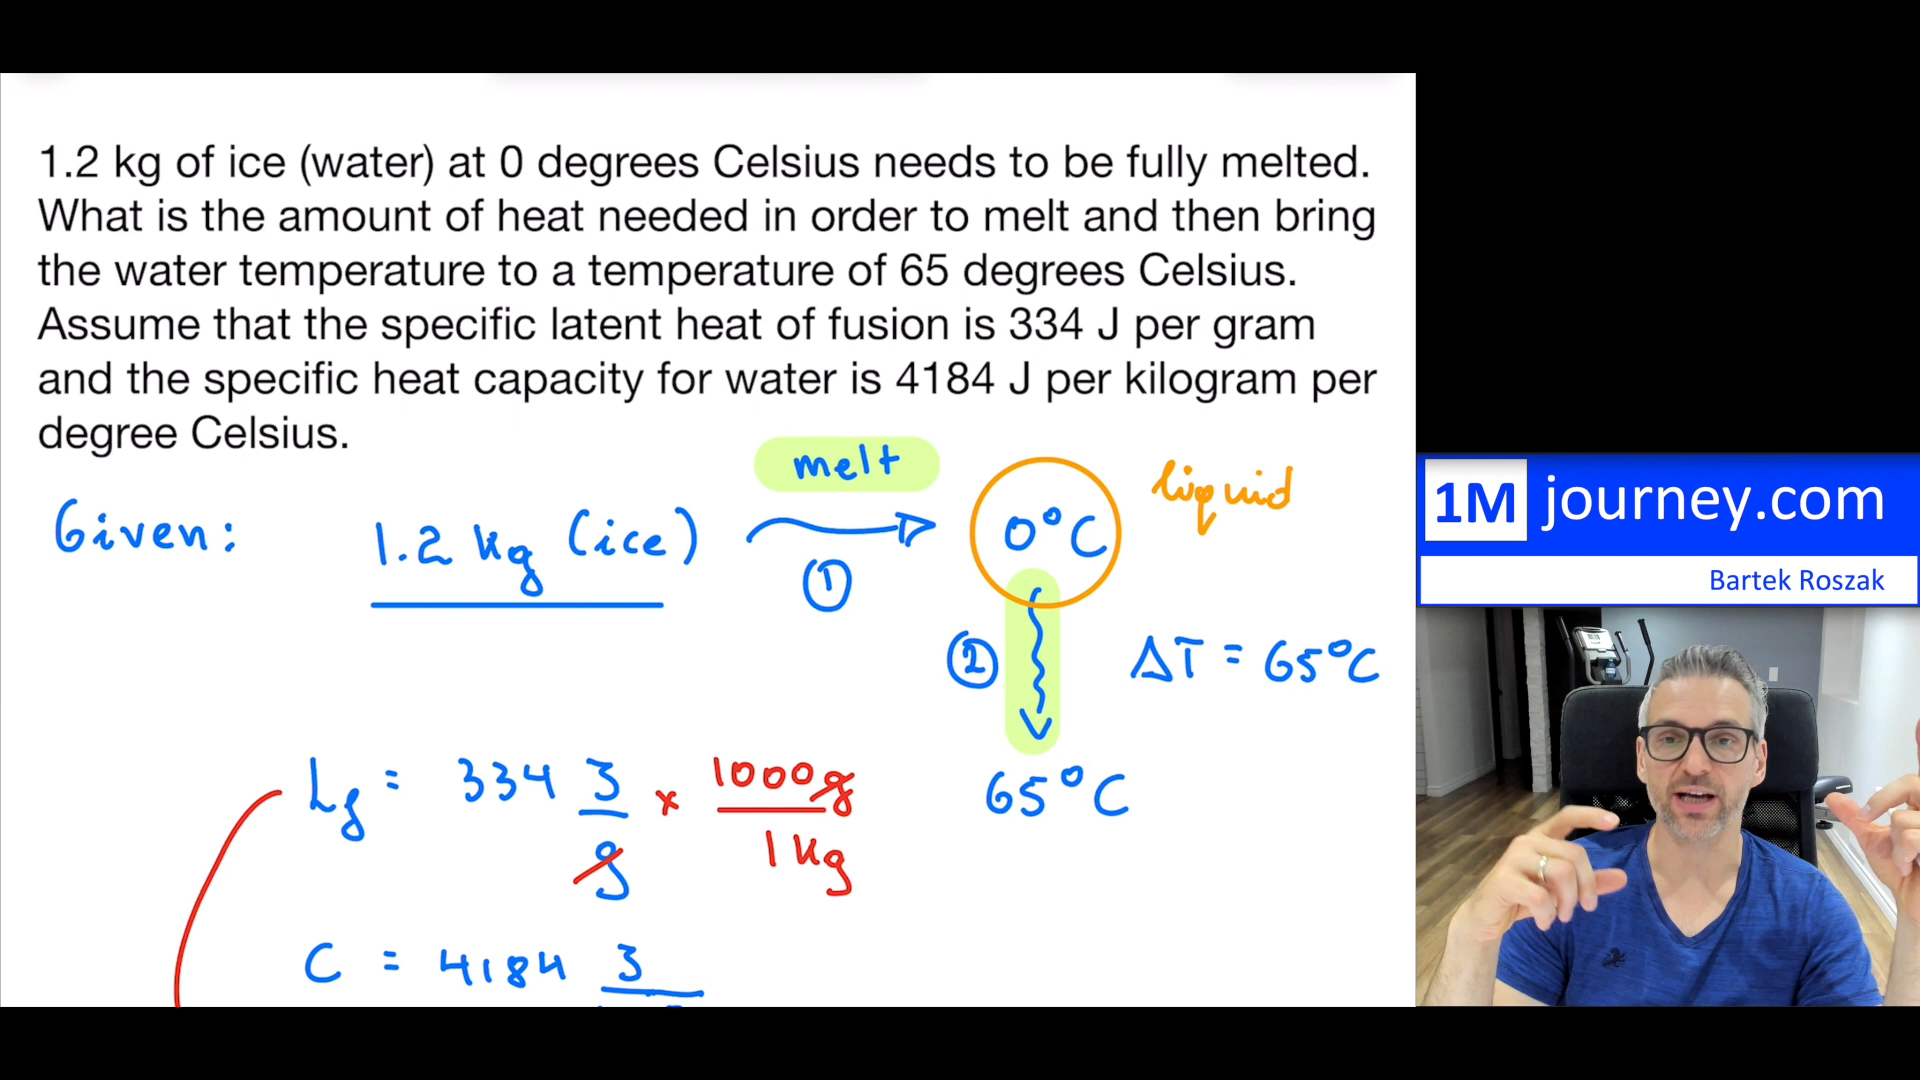 1.2 kg of ice (water) at 0 degrees Celsius needs to be fully melted.
What is the amount of heat needed in order to melt and then bring
the water temperature to a temperature of 65 degrees Celsius.
Assume that the specific latent heat of fusion is 334 J per gram
and the specific heat capacity for water is 4184 J per kilogram per
degree Celsius.
melt
Given: 1.2 kg (ice) 0°C liquid
①
② ΔT = 65°C
Lf = 334 J/g × 1000g/1kg
65°C
C = 4184 J
1M journey.com
Bartek Roszak